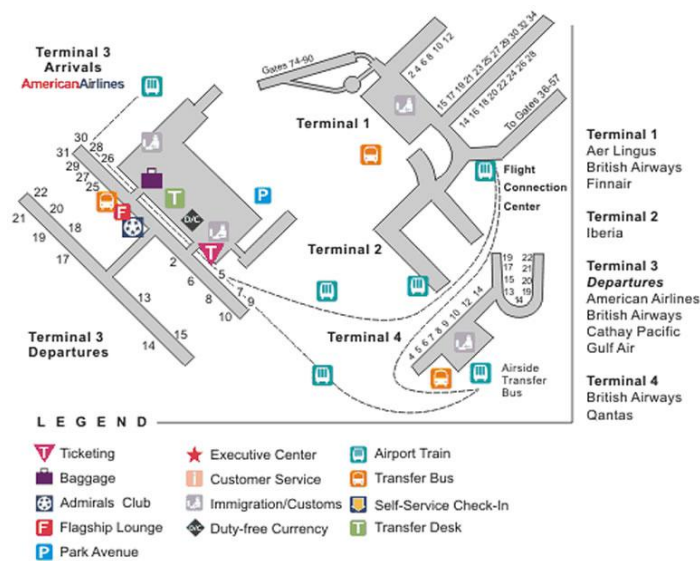 Terminal 3
Arrivals
AmericanAirlines
Gates 74-90
2 4 6 8 10 12
15 17 19 21 23 25 27 29 30 32 34
14 16 18 20 22 24 26 28
To Gates 36-57
Terminal 1
Flight
Connection
Center
30
31
28
29
26
27
25
22
21
20
19
18
17
T
D/C
P
F
T
2
5
6
7
8
9
10
13
15
14
Terminal 2
Terminal 3
Departures
Terminal 4
4 5 6 7 8 9 10 12 14
19 22
17 21
15 20
13 19
14
Airside
Transfer
Bus
Terminal 1
Aer Lingus
British Airways
Finnair
Terminal 2
Iberia
Terminal 3
Departures
American Airlines
British Airways
Cathay Pacific
Gulf Air
Terminal 4
British Airways
Qantas
LEGEND
T Ticketing
Baggage
Admirals Club
F Flagship Lounge
P Park Avenue
Executive Center
i Customer Service
Immigration/Customs
D/C Duty-free Currency
Airport Train
Transfer Bus
Self-Service Check-In
T Transfer Desk